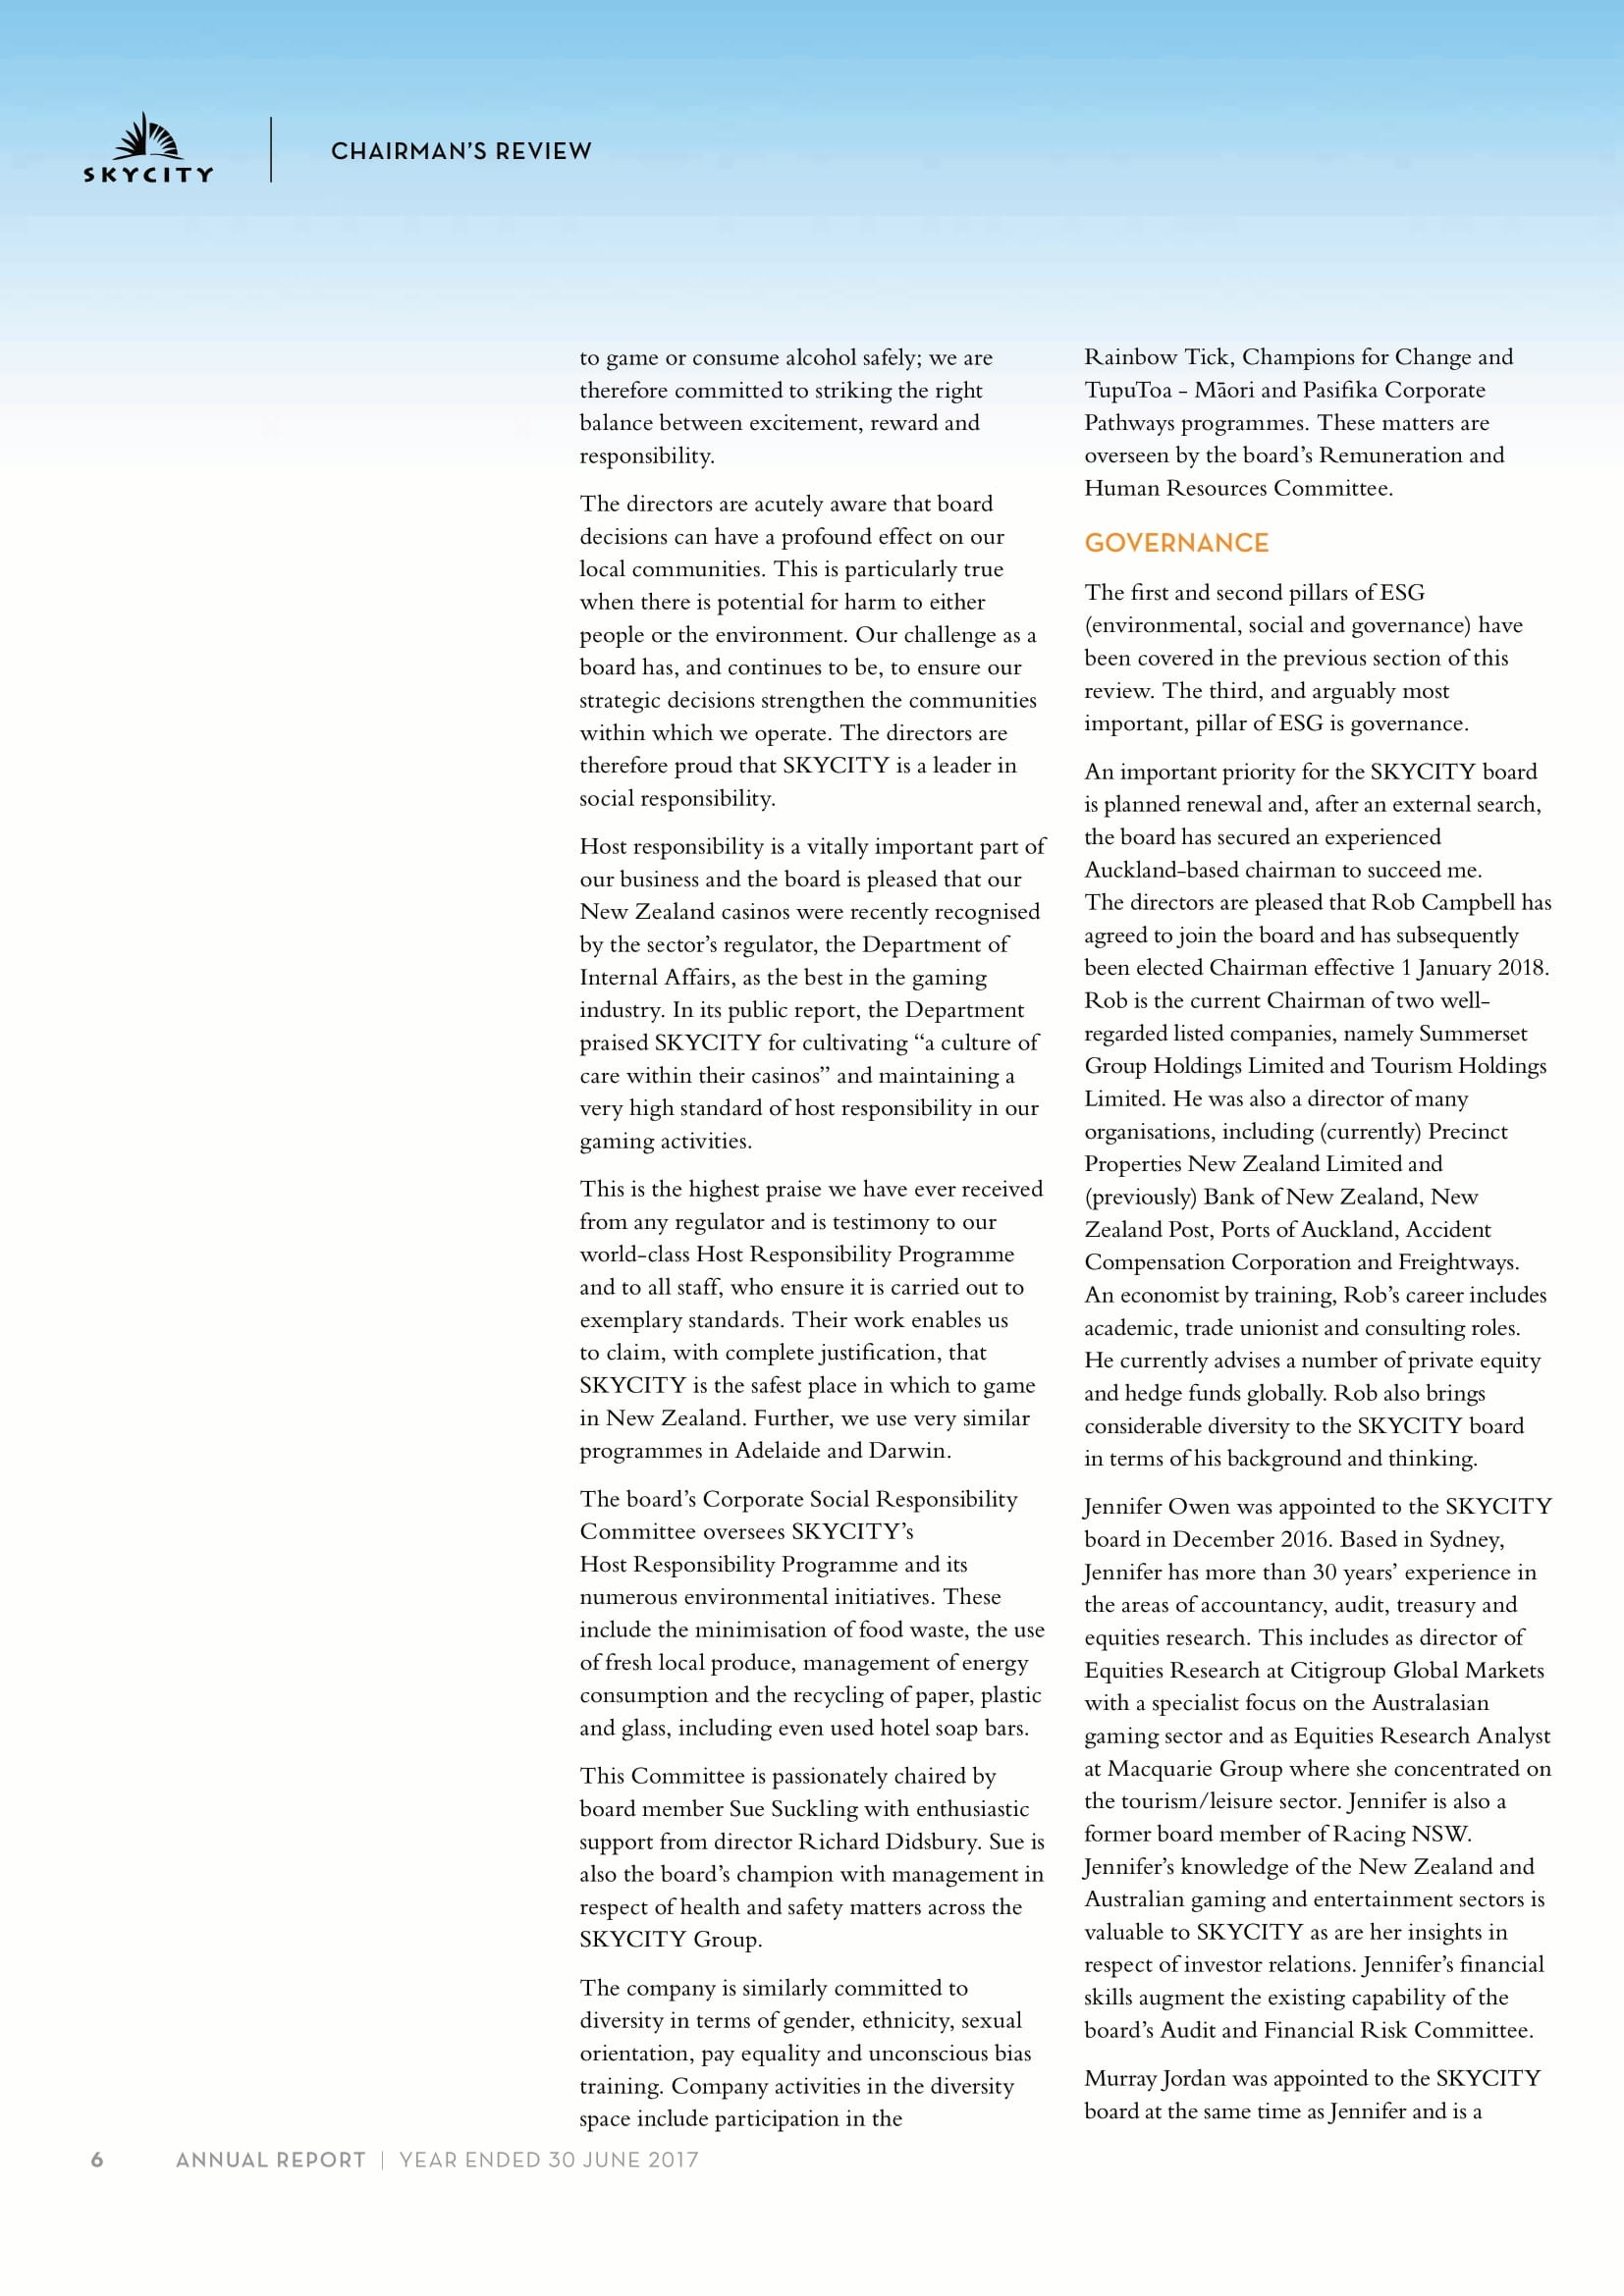 SKYCITY
CHAIRMAN'S REVIEW
to game or consume alcohol safely; we are
therefore committed to striking the right
balance between excitement, reward and
responsibility.
The directors are acutely aware that board
decisions can have a profound effect on our
local communities. This is particularly true
when there is potential for harm to either
people or the environment. Our challenge as a
board has, and continues to be, to ensure our
strategic decisions strengthen the communities
within which we operate. The directors are
therefore proud that SKYCITY is a leader in
social responsibility.
Host responsibility is a vitally important part of
our business and the board is pleased that our
New Zealand casinos were recently recognised
by the sector's regulator, the Department of
Internal Affairs, as the best in the gaming
industry. In its public report, the Department
praised SKYCITY for cultivating “a culture of
care within their casinos” and maintaining a
very high standard of host responsibility in our
gaming activities.
This is the highest praise we have ever received
from any regulator and is testimony to our
world-class Host Responsibility Programme
and to all staff, who ensure it is carried out to
exemplary standards. Their work enables us
to claim, with complete justification, that
SKYCITY is the safest place in which to game
in New Zealand. Further, we use very similar
programmes in Adelaide and Darwin.
The board's Corporate Social Responsibility
Committee oversees SKYCITY's
Host Responsibility Programme and its
numerous environmental initiatives. These
include the minimisation of food waste, the use
of fresh local produce, management of energy
consumption and the recycling of paper, plastic
and glass, including even used hotel soap bars.
This Committee is passionately chaired by
board member Sue Suckling with enthusiastic
support from director Richard Didsbury. Sue is
also the board's champion with management in
respect of health and safety matters across the
SKYCITY Group.
The company is similarly committed to
diversity in terms of gender, ethnicity, sexual
orientation, pay equality and unconscious bias
training. Company activities in the diversity
space include participation in the
Rainbow Tick, Champions for Change and
TupuToa - Māori and Pasifika Corporate
Pathways programmes. These matters are
overseen by the board's Remuneration and
Human Resources Committee.
GOVERNANCE
The first and second pillars of ESG
(environmental, social and governance) have
been covered in the previous section of this
review. The third, and arguably most
important, pillar of ESG is governance.
An important priority for the SKYCITY board
is planned renewal and, after an external search,
the board has secured an experienced
Auckland-based chairman to succeed me.
The directors are pleased that Rob Campbell has
agreed to join the board and has subsequently
been elected Chairman effective 1 January 2018.
Rob is the current Chairman of two well-
regarded listed companies, namely Summerset
Group Holdings Limited and Tourism Holdings
Limited. He was also a director of many
organisations, including (currently) Precinct
Properties New Zealand Limited and
(previously) Bank of New Zealand, New
Zealand Post, Ports of Auckland, Accident
Compensation Corporation and Freightways.
An economist by training, Rob's career includes
academic, trade unionist and consulting roles.
He currently advises a number of private equity
and hedge funds globally. Rob also brings
considerable diversity to the SKYCITY board
in terms of his background and thinking.
Jennifer Owen was appointed to the SKYCITY
board in December 2016. Based in Sydney,
Jennifer has more than 30 years' experience in
the areas of accountancy, audit, treasury and
equities research. This includes as director of
Equities Research at Citigroup Global Markets
with a specialist focus on the Australasian
gaming sector and as Equities Research Analyst
at Macquarie Group where she concentrated on
the tourism/leisure sector. Jennifer is also a
former board member of Racing NSW.
Jennifer's knowledge of the New Zealand and
Australian gaming and entertainment sectors is
valuable to SKYCITY as are her insights in
respect of investor relations. Jennifer's financial
skills augment the existing capability of the
board's Audit and Financial Risk Committee.
Murray Jordan was appointed to the SKYCITY
board at the same time as Jennifer and is a
6 ANNUAL REPORT | YEAR ENDED 30 JUNE 2017